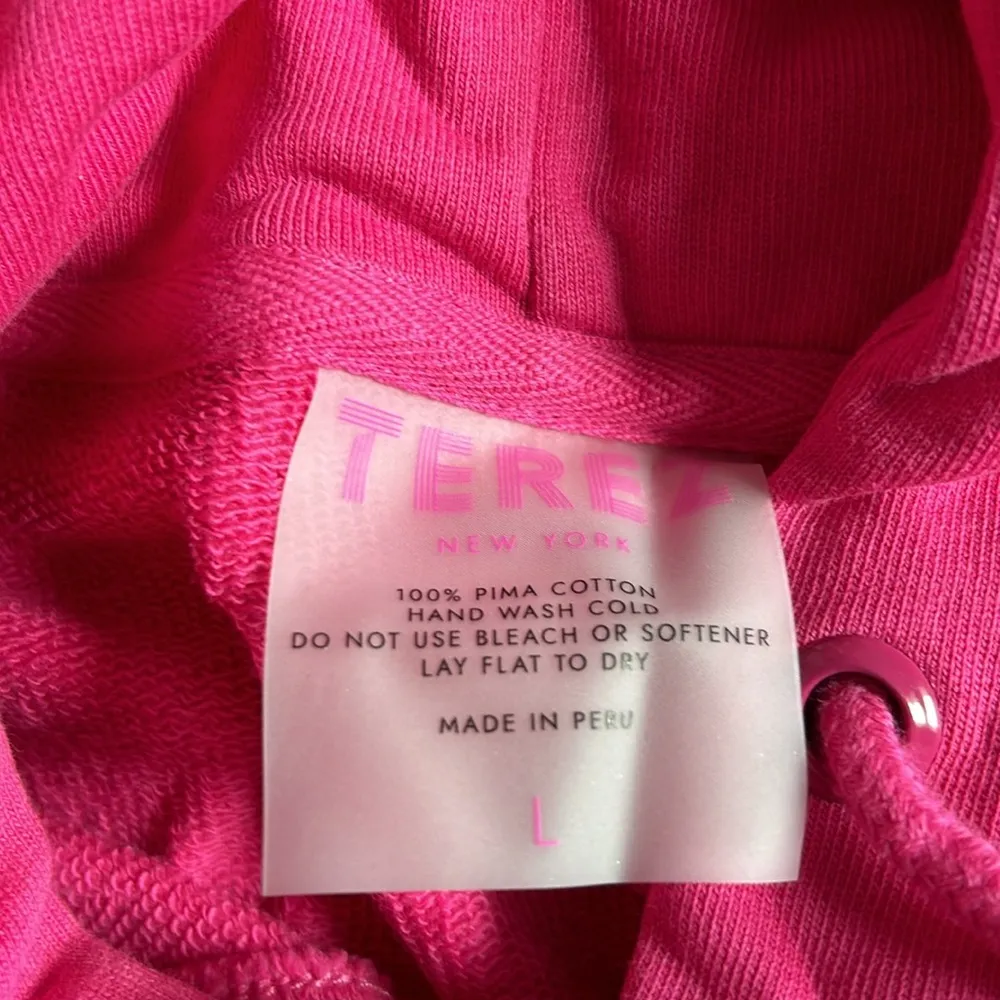 TEREZ
NEW YORK
100% PIMA COTTON
HAND WASH COLD
DO NOT USE BLEACH OR SOFTENER
LAY FLAT TO DRY
MADE IN PERU
L